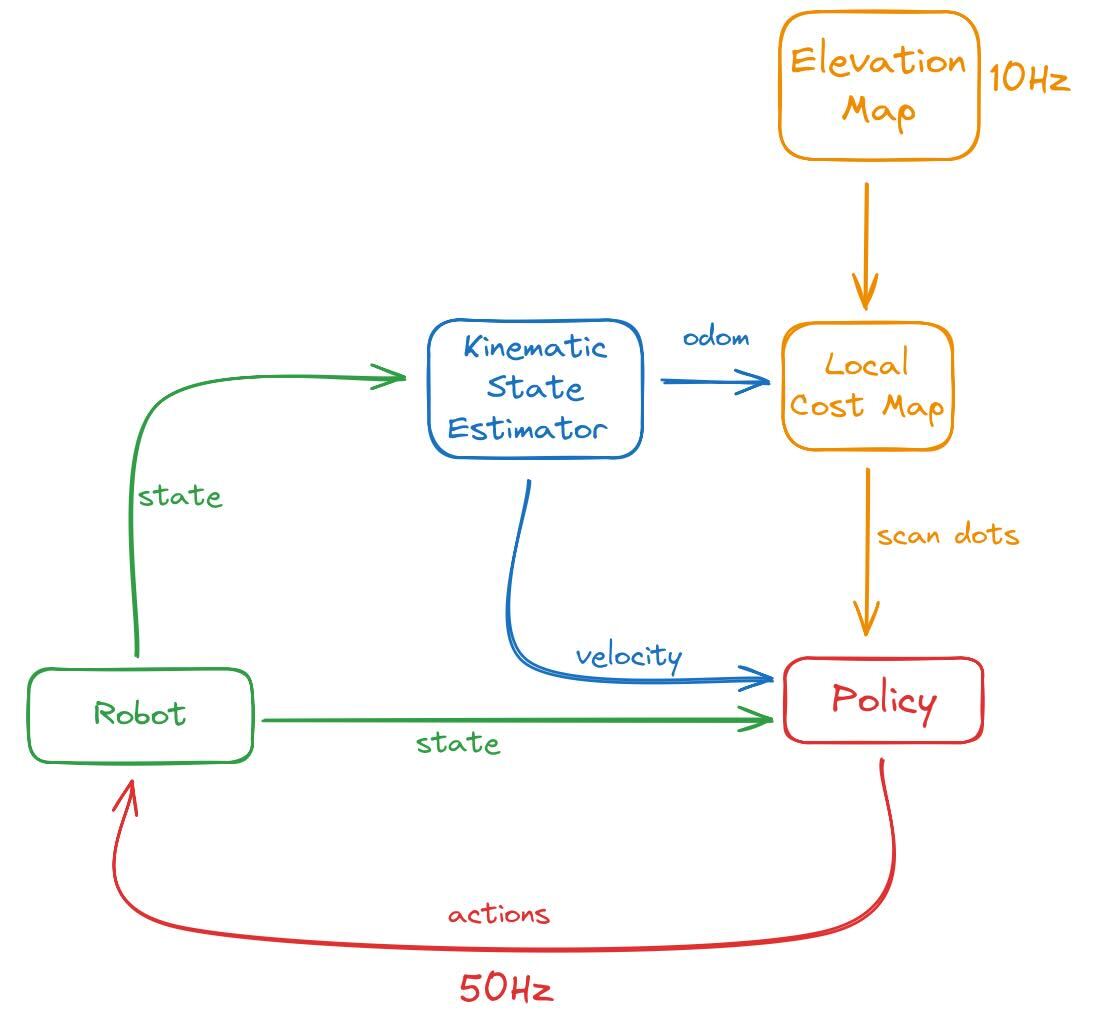 Elevation
Map
10Hz
Kinematic
State
Estimator
odom
Local
Cost Map
state
scan dots
velocity
Robot
state
Policy
actions
50Hz